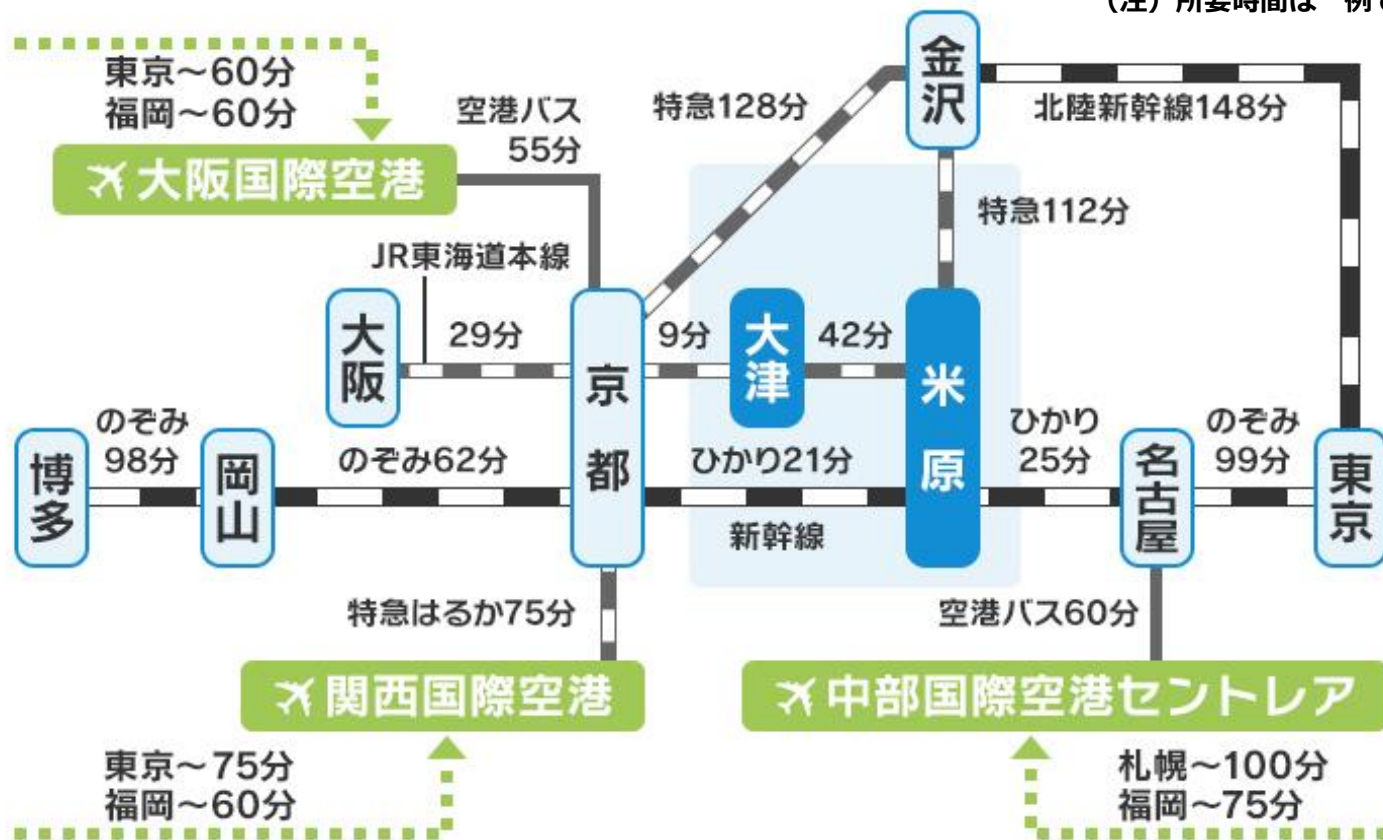 (注) 所要時間は
東京~60分
福岡~60分
大阪国際空港
空港バス
55分
特急128分
金沢
北陸新幹線148分
特急112分
JR東海道本線
大阪
29分
京都
9分
大津
42分
米原
博多
のぞみ
98分
岡山
のぞみ62分
ひかり21分
新幹線
ひかり
25分
名古屋
のぞみ
99分
東京
特急はるか75分
空港バス60分
関西国際空港
中部国際空港セントレア
東京~75分
福岡~60分
札幌~100分
福岡~75分